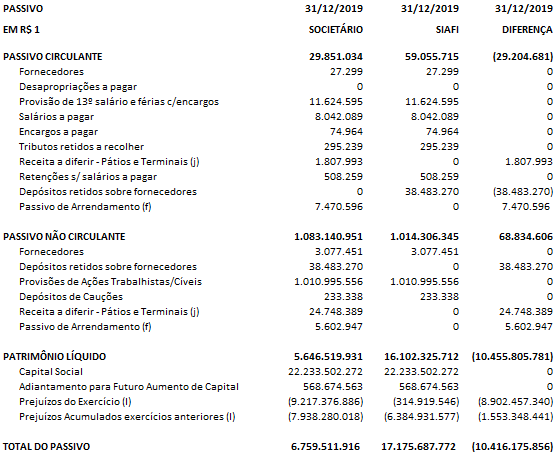 PASSIVO 31/12/2019 31/12/2019 31/12/2019
EM R$ 1 SOCIETÁRIO SIAFI DIFERENÇA
PASSIVO CIRCULANTE 29.851.034 59.055.715 (29.204.681)
Fornecedores 27.299 27.299 0
Desapropriações a pagar 0 0 0
Provisão de 13º salário e férias c/encargos 11.624.595 11.624.595 0
Salários a pagar 8.042.089 8.042.089 0
Encargos a pagar 74.964 74.964 0
Tributos retidos a recolher 295.239 295.239 0
Receita a diferir - Pátios e Terminais (j) 1.807.993 0 1.807.993
Retenções s/ salários a pagar 508.259 508.259 0
Depósitos retidos sobre fornecedores 0 38.483.270 (38.483.270)
Passivo de Arrendamento (f) 7.470.596 0 7.470.596
PASSIVO NÃO CIRCULANTE 1.083.140.951 1.014.306.345 68.834.606
Fornecedores 3.077.451 3.077.451 0
Depósitos retidos sobre fornecedores 38.483.270 0 38.483.270
Provisões de Ações Trabalhistas/Cíveis 1.010.995.556 1.010.995.556 0
Depósitos de Cauções 233.338 233.338 0
Receita a diferir - Pátios e Terminais (j) 24.748.389 0 24.748.389
Passivo de Arrendamento (f) 5.602.947 0 5.602.947
PATRIMÔNIO LÍQUIDO 5.646.519.931 16.102.325.712 (10.455.805.781)
Capital Social 22.233.502.272 22.233.502.272 0
Adiantamento para Futuro Aumento de Capital 568.674.563 568.674.563 0
Prejuízos do Exercício (l) (9.217.376.886) (314.919.546) (8.902.457.340)
Prejuízos Acumulados exercícios anteriores (l) (7.938.280.018) (6.384.931.577) (1.553.348.441)
TOTAL DO PASSIVO 6.759.511.916 17.175.687.772 (10.416.175.856)